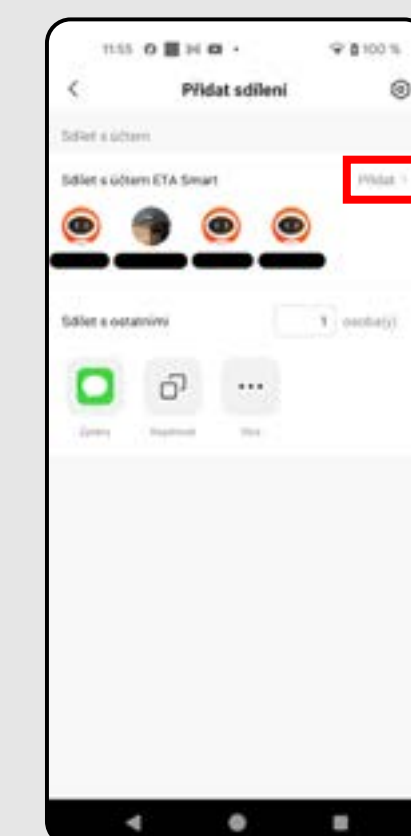 11:55 100 %
Přidat sdílení
Sdílet s účtem
Sdílet s účtem ETA Smart Přidat >
Sdílet s ostatními 1 osoba(y)
Zprávy Kopírovat Více